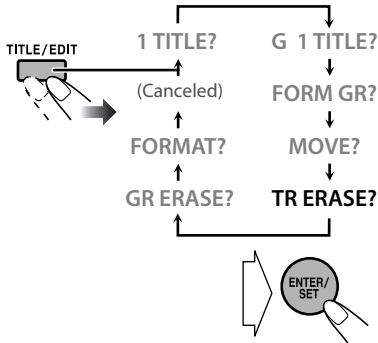 TITLE/EDIT
1 TITLE?
G 1 TITLE?
(Canceled)
FORM GR?
FORMAT?
MOVE?
GR ERASE?
TR ERASE?
ENTER/
SET